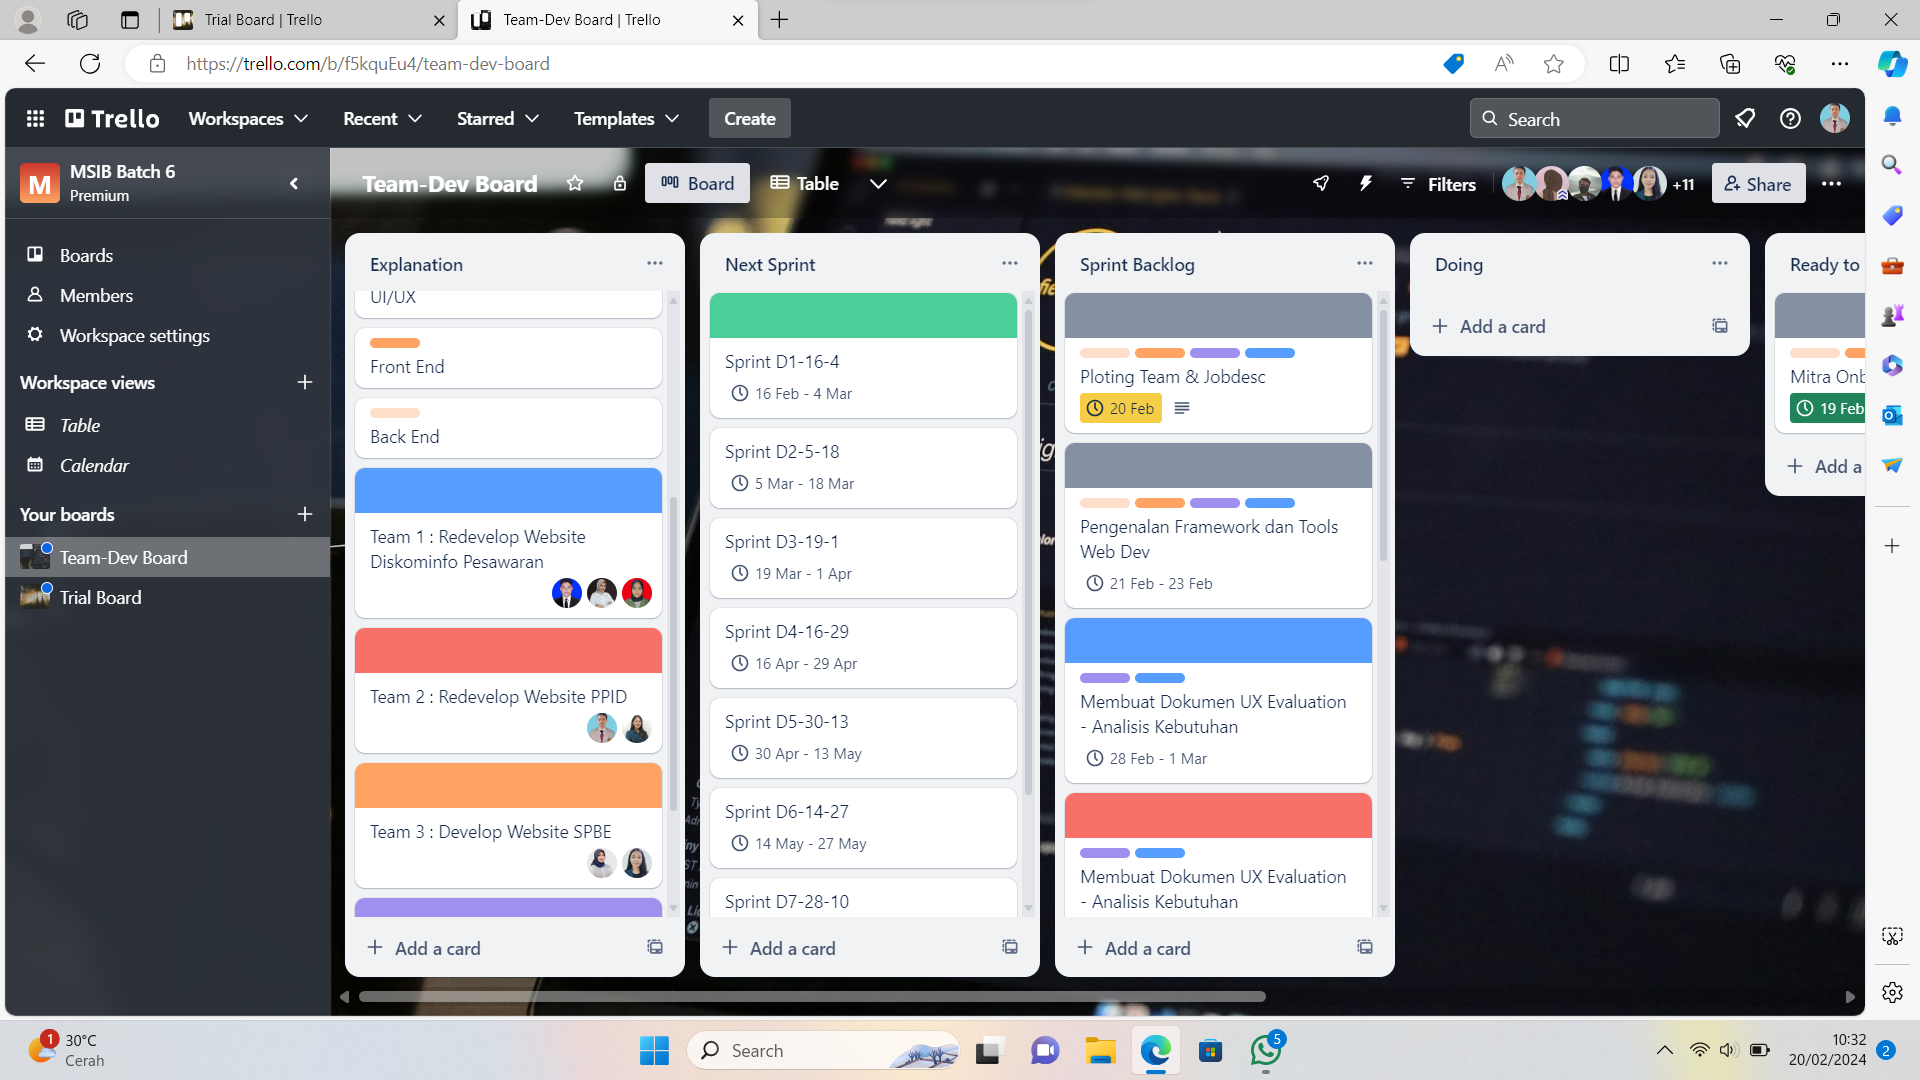 Trial Board | Trello
Team-Dev Board | Trello
https://trello.com/b/f5kquEu4/team-dev-board
Trello
Workspaces
Recent
Starred
Templates
Create
Search
M
MSIB Batch 6
Premium
Boards
Members
Workspace settings
Workspace views
Table
Calendar
Your boards
Team-Dev Board
Trial Board
Team-Dev Board
Board
Table
Filters
+11
Share
Explanation
UI/UX
Front End
Back End
Team 1 : Redevelop Website
Diskominfo Pesawaran
Team 2 : Redevelop Website PPID
Team 3 : Develop Website SPBE
Add a card
Next Sprint
Sprint D1-16-4
16 Feb - 4 Mar
Sprint D2-5-18
5 Mar - 18 Mar
Sprint D3-19-1
19 Mar - 1 Apr
Sprint D4-16-29
16 Apr - 29 Apr
Sprint D5-30-13
30 Apr - 13 May
Sprint D6-14-27
14 May - 27 May
Sprint D7-28-10
Add a card
Sprint Backlog
Ploting Team & Jobdesc
20 Feb
Pengenalan Framework dan Tools
Web Dev
21 Feb - 23 Feb
Membuat Dokumen UX Evaluation
- Analisis Kebutuhan
28 Feb - 1 Mar
Membuat Dokumen UX Evaluation
- Analisis Kebutuhan
Add a card
Doing
Add a card
Ready to
Mitra Onb
19 Feb
Add a
1
30°C
Cerah
Search
5
10:32
20/02/2024
2